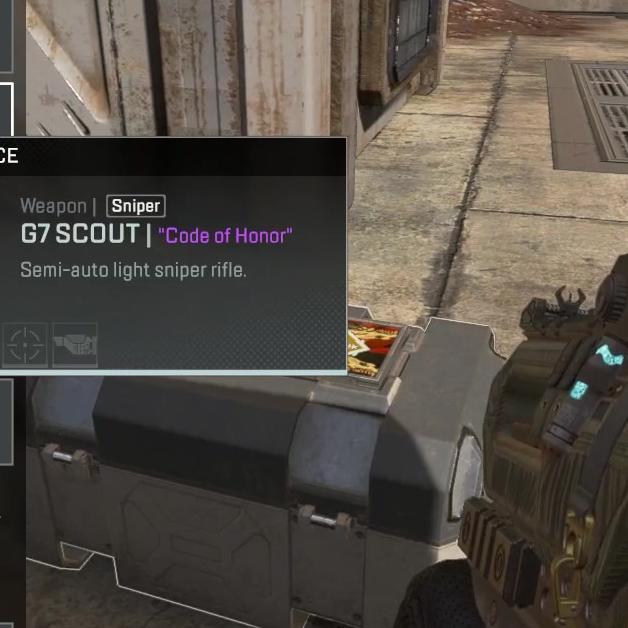 CE
Weapon | Sniper
G7 SCOUT | "Code of Honor"
Semi-auto light sniper rifle.